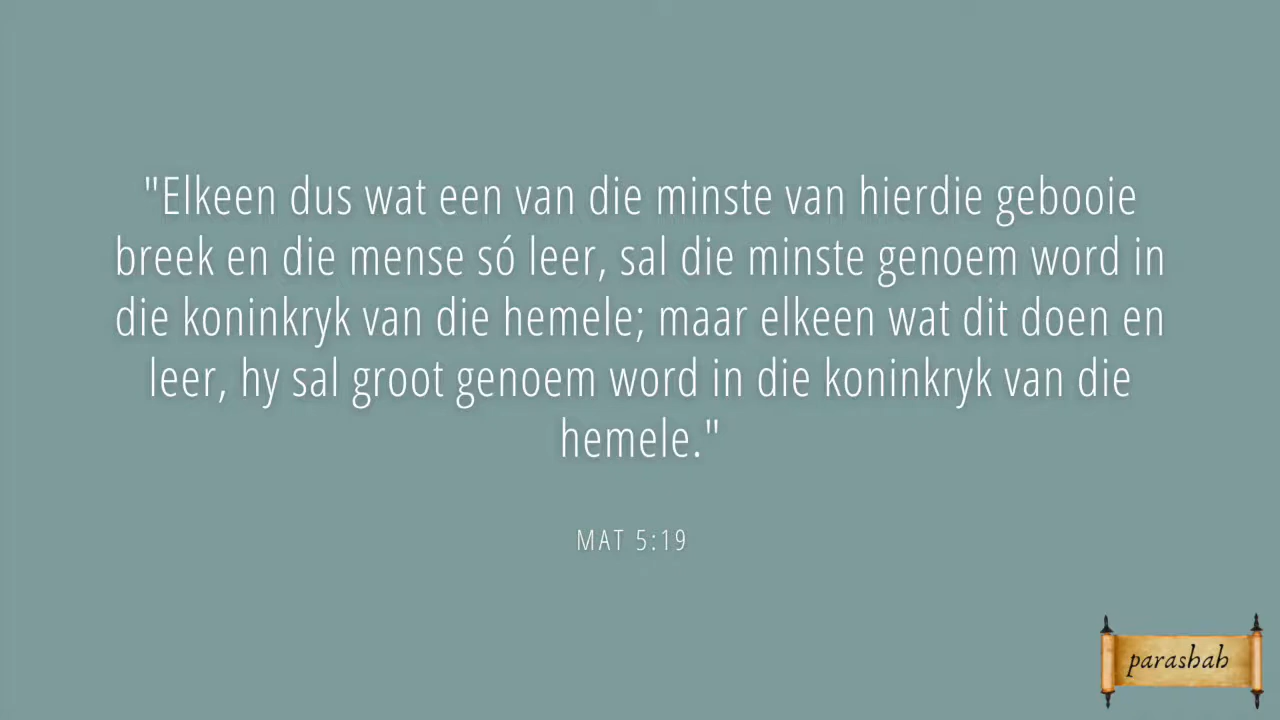 "Elkeen dus wat een van die minste van hierdie gebooie
breek en die mense só leer, sal die minste genoem word in
die koninkryk van die hemele; maar elkeen wat dit doen en
leer, hy sal groot genoem word in die koninkryk van die
hemele."
MAT 5:19
parashah